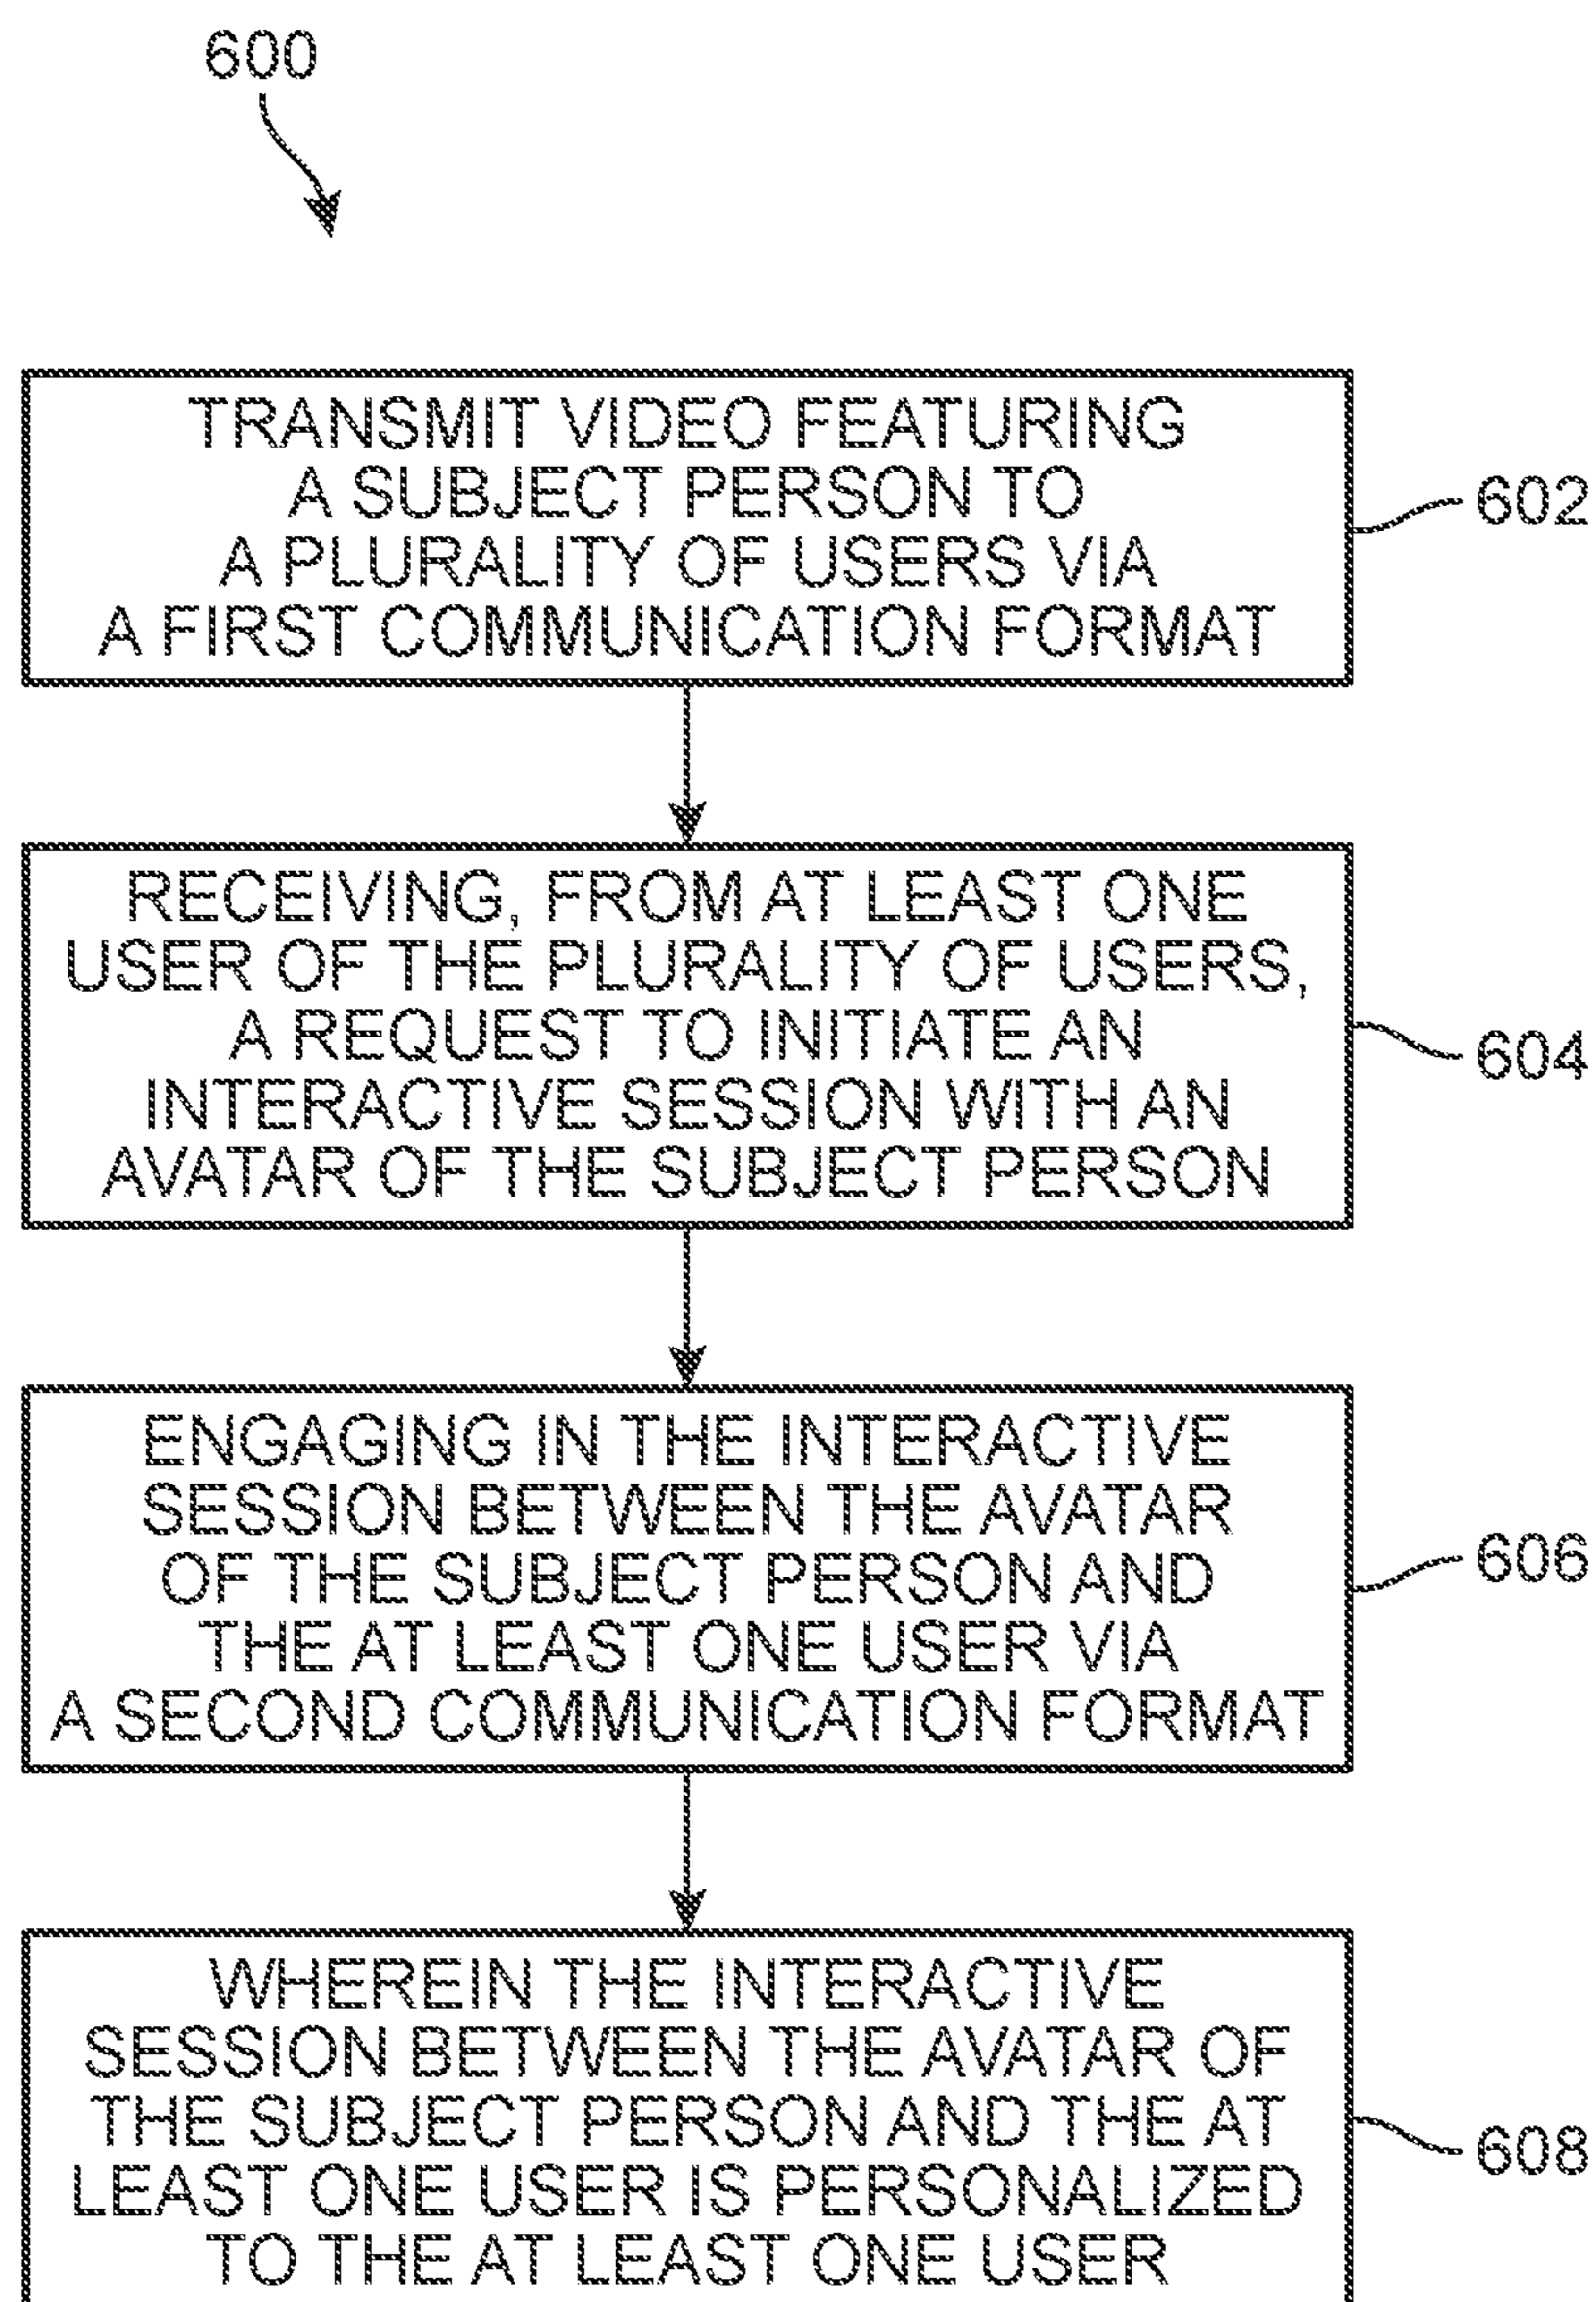 600
TRANSMIT VIDEO FEATURING
A SUBJECT PERSON TO
A PLURALITY OF USERS VIA
A FIRST COMMUNICATION FORMAT
602
RECEIVING, FROM AT LEAST ONE
USER OF THE PLURALITY OF USERS,
A REQUEST TO INITIATE AN
INTERACTIVE SESSION WITH AN
AVATAR OF THE SUBJECT PERSON
604
ENGAGING IN THE INTERACTIVE
SESSION BETWEEN THE AVATAR
OF THE SUBJECT PERSON AND
THE AT LEAST ONE USER VIA
A SECOND COMMUNICATION FORMAT
606
WHEREIN THE INTERACTIVE
SESSION BETWEEN THE AVATAR OF
THE SUBJECT PERSON AND THE AT
LEAST ONE USER IS PERSONALIZED
TO THE AT LEAST ONE USER
608